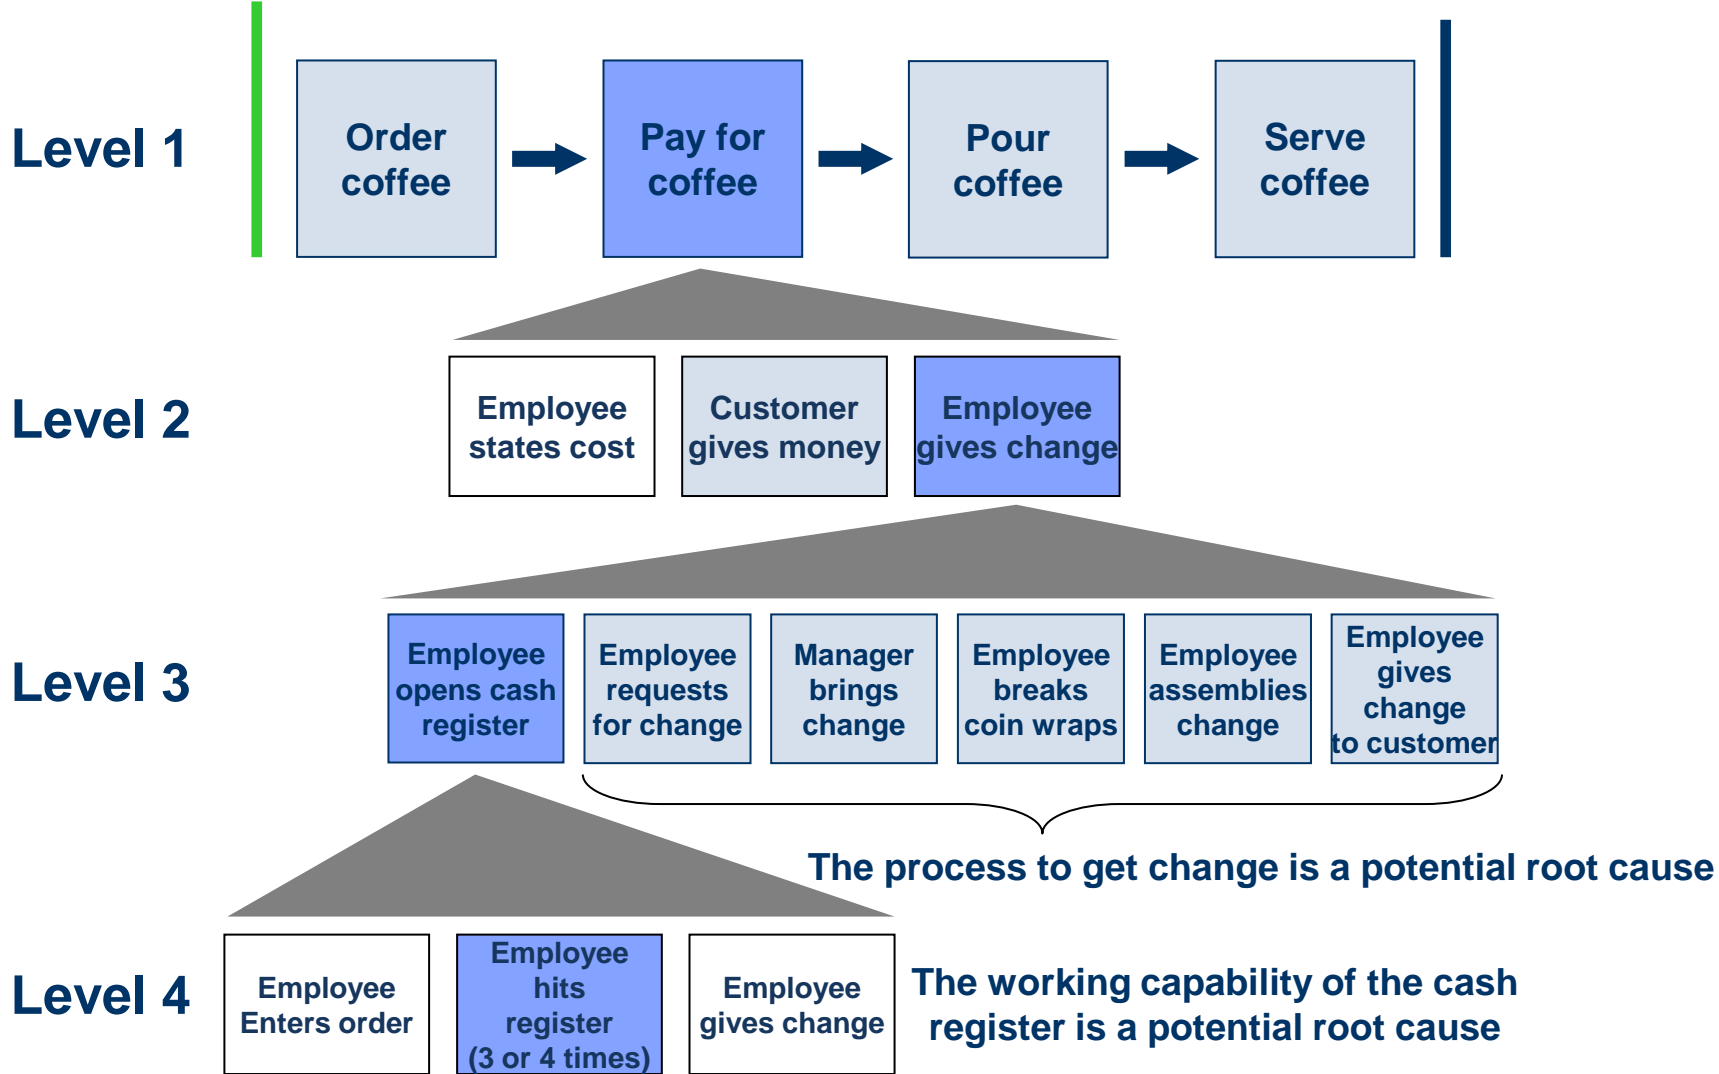 Level 1
Order
coffee
Pay for
coffee
Pour
coffee
Serve
coffee
Level 2
Employee
states cost
Customer
gives money
Employee
gives change
Level 3
Employee
opens cash
register
Employee
requests
for change
Manager
brings
change
Employee
breaks
coin wraps
Employee
assemblies
change
Employee
gives
change
to customer
The process to get change is a potential root cause
Level 4
Employee
Enters order
Employee
hits
register
(3 or 4 times)
Employee
gives change
The working capability of the cash
register is a potential root cause